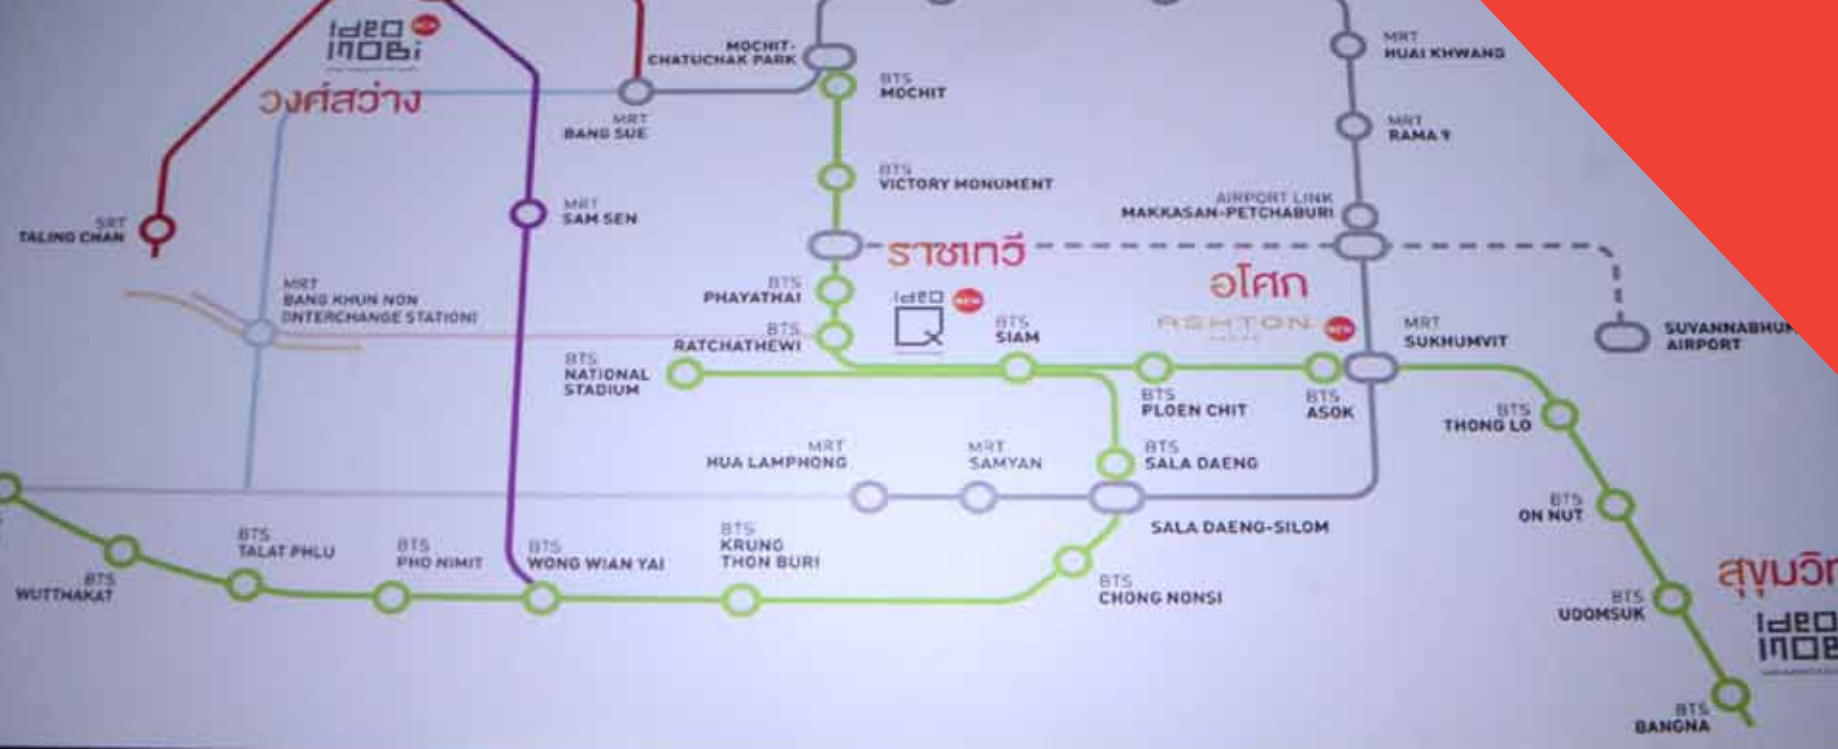 ideo
mobi
NEW
วงศ์สว่าง
MOCHIT-
CHATUCHAK PARK
BTS
MOCHIT
MRT
HUAI KHWANG
MRT
BANG SUE
MRT
RAMA 9
BTS
VICTORY MONUMENT
SRT
TALING CHAN
MRT
SAM SEN
AIRPORT LINK
MAKKASAN-PETCHABURI
ราชเทวี
อโศก
MRT
BANG KHUN NON
(INTERCHANGE STATION)
BTS
PHAYATHAI
ideo
Q
NEW
BTS
RATCHATHEWI
BTS
SIAM
ASHTON
NEW
MRT
SUKHUMVIT
AIRPORT
BTS
NATIONAL
STADIUM
BTS
PLOEN CHIT
BTS
ASOK
BTS
THONG LO
MRT
HUA LAMPHONG
MRT
SAMYAN
BTS
SALA DAENG
SALA DAENG-SILOM
BTS
ON NUT
BTS
WUTTHAKAT
BTS
TALAT PHLU
BTS
PHO NIMIT
BTS
WONG WIAN YAI
BTS
KRUNG
THON BURI
BTS
CHONG NONSI
BTS
UDOMSUK
BTS
BANGNA